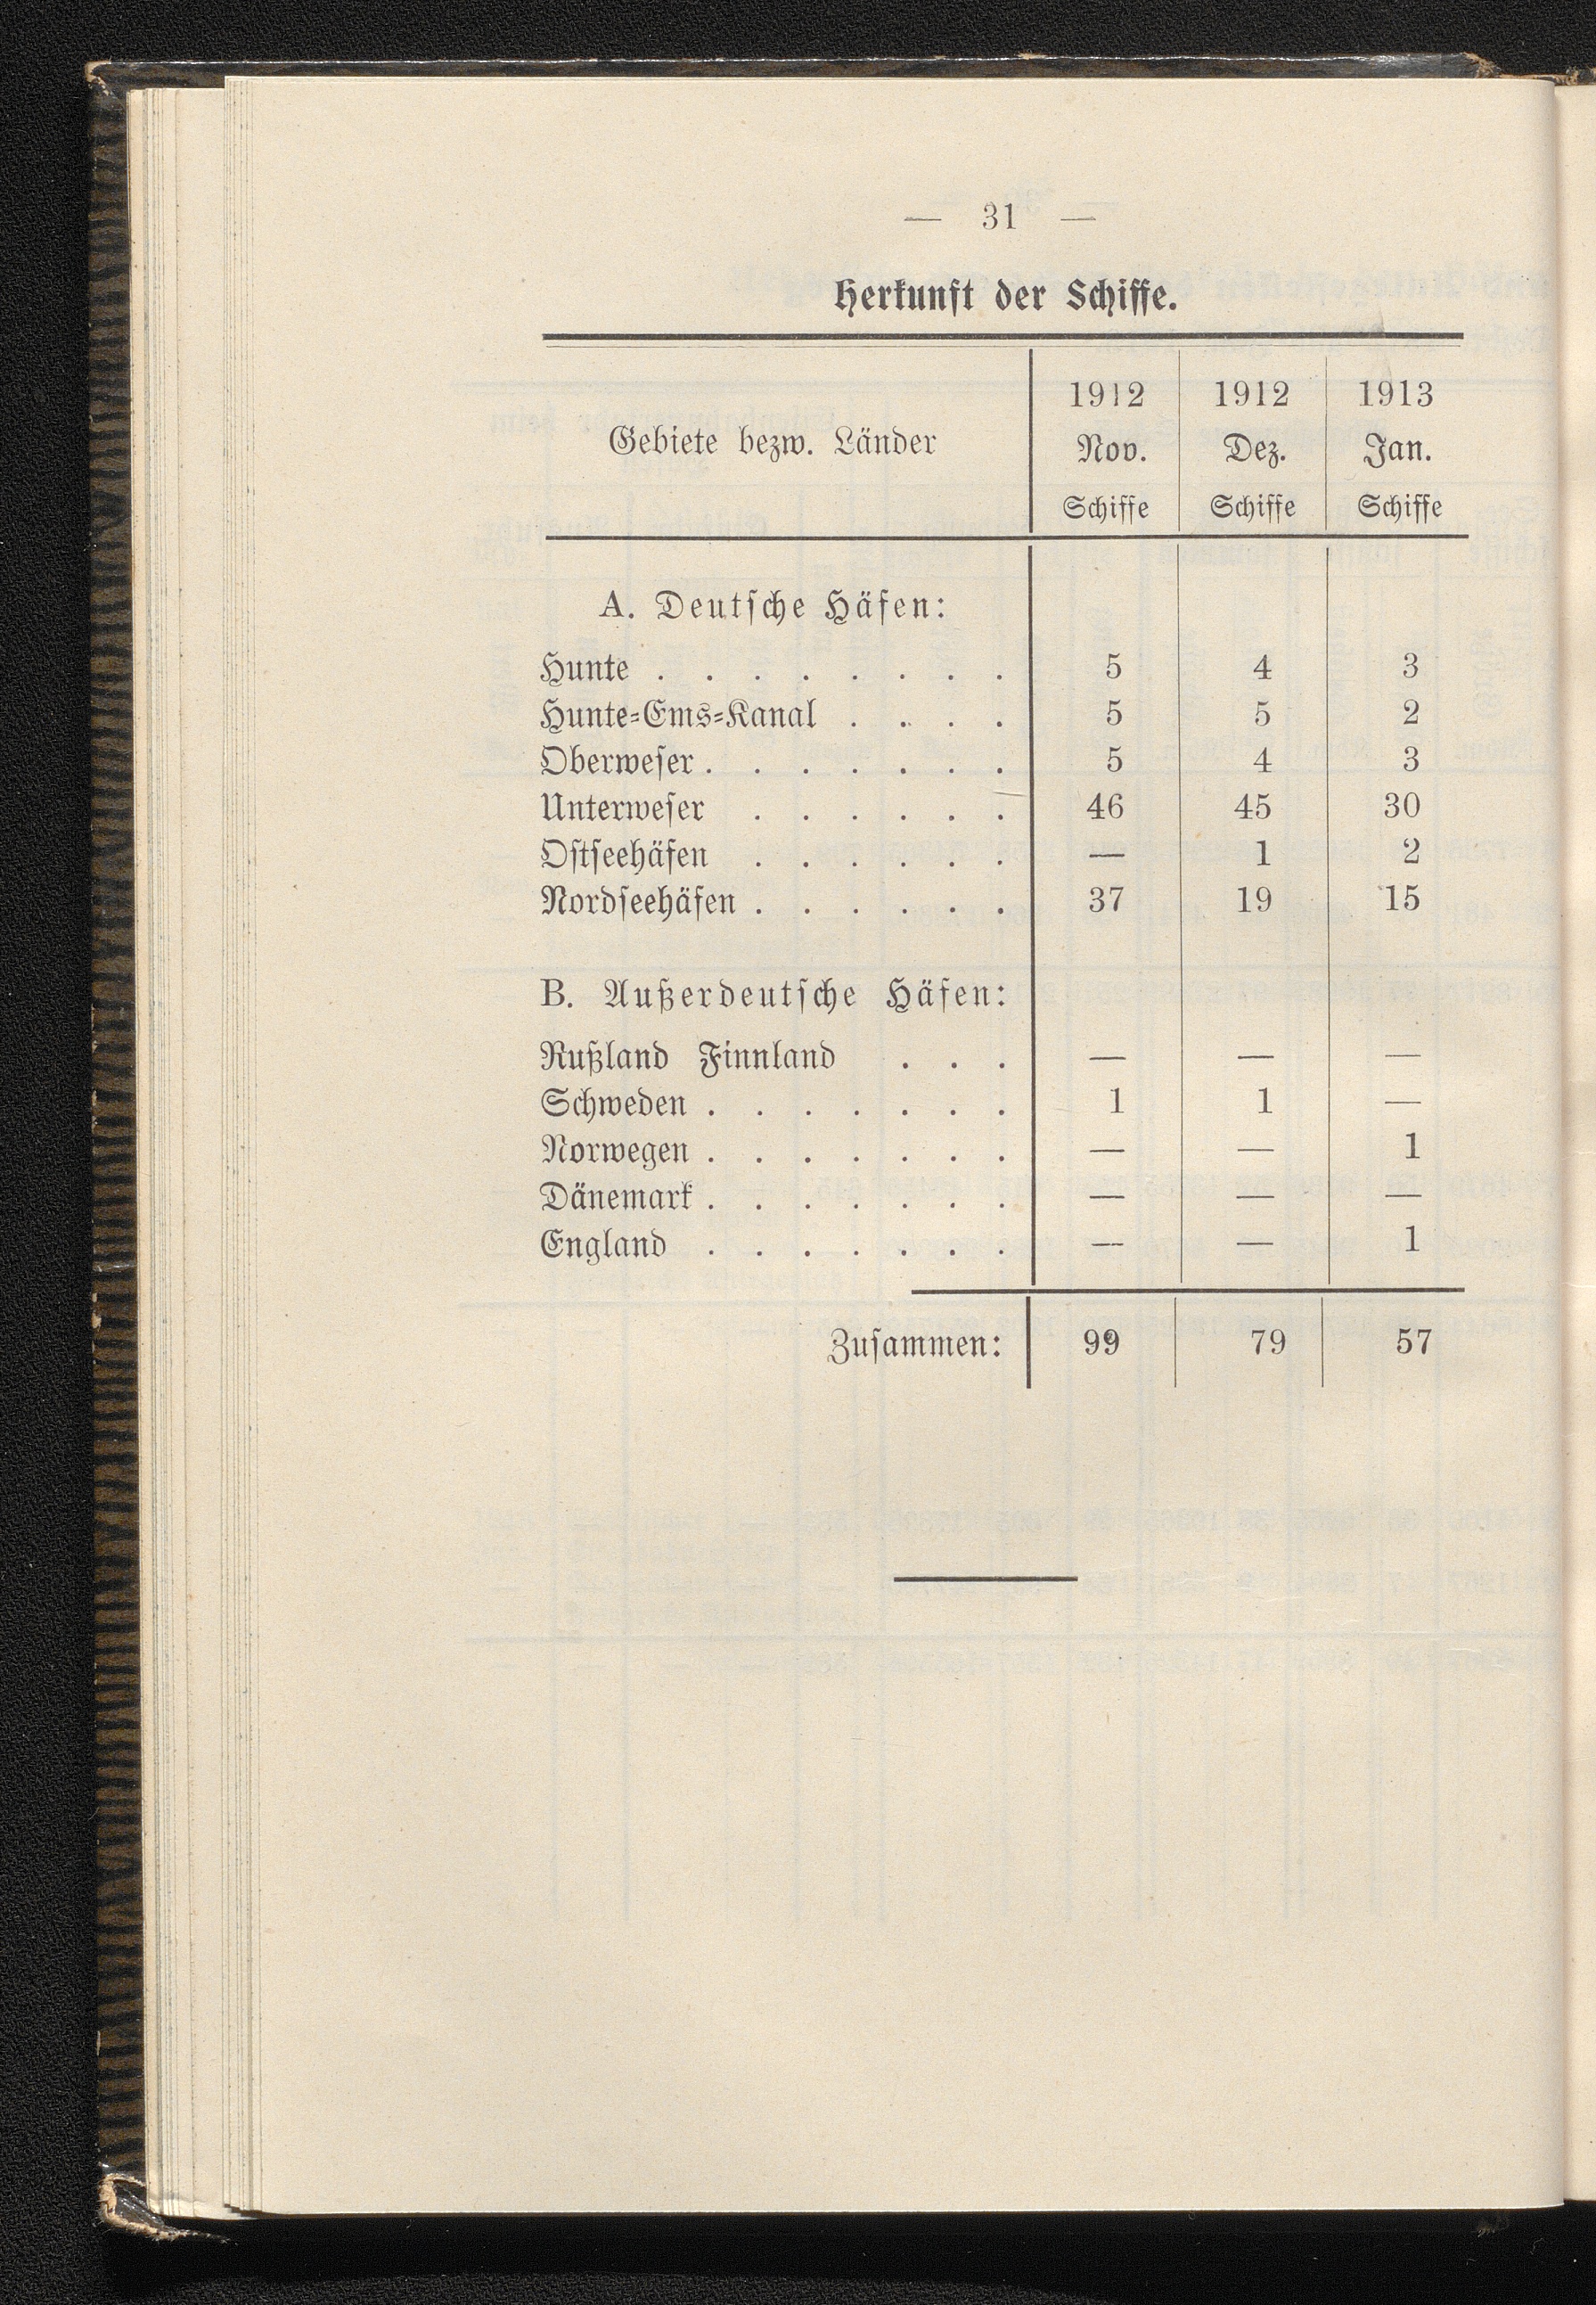 — 31 —
Herkunft der Schiffe.
Gebiete bezw. Länder
1912 1912 1913
Nov. Dez. Jan.
Schiffe Schiffe Schiffe
A. Deutſche Häfen:
Hunte . . . . . . . . 5 4 3
Hunte-Ems-Kanal . . . . 5 5 2
Oberweſer . . . . . . . 5 4 3
Unterweſer . . . . . . 46 45 30
Oſtſeehäfen . . . . . . — 1 2
Nordſeehäfen . . . . . . 37 19 15
B. Außerdeutſche Häfen:
Rußland Finnland . . . — — —
Schweden . . . . . . . 1 1 —
Norwegen . . . . . . . — — 1
Dänemark . . . . . . . — — —
England . . . . . . . — — 1
Zuſammen: 99 79 57